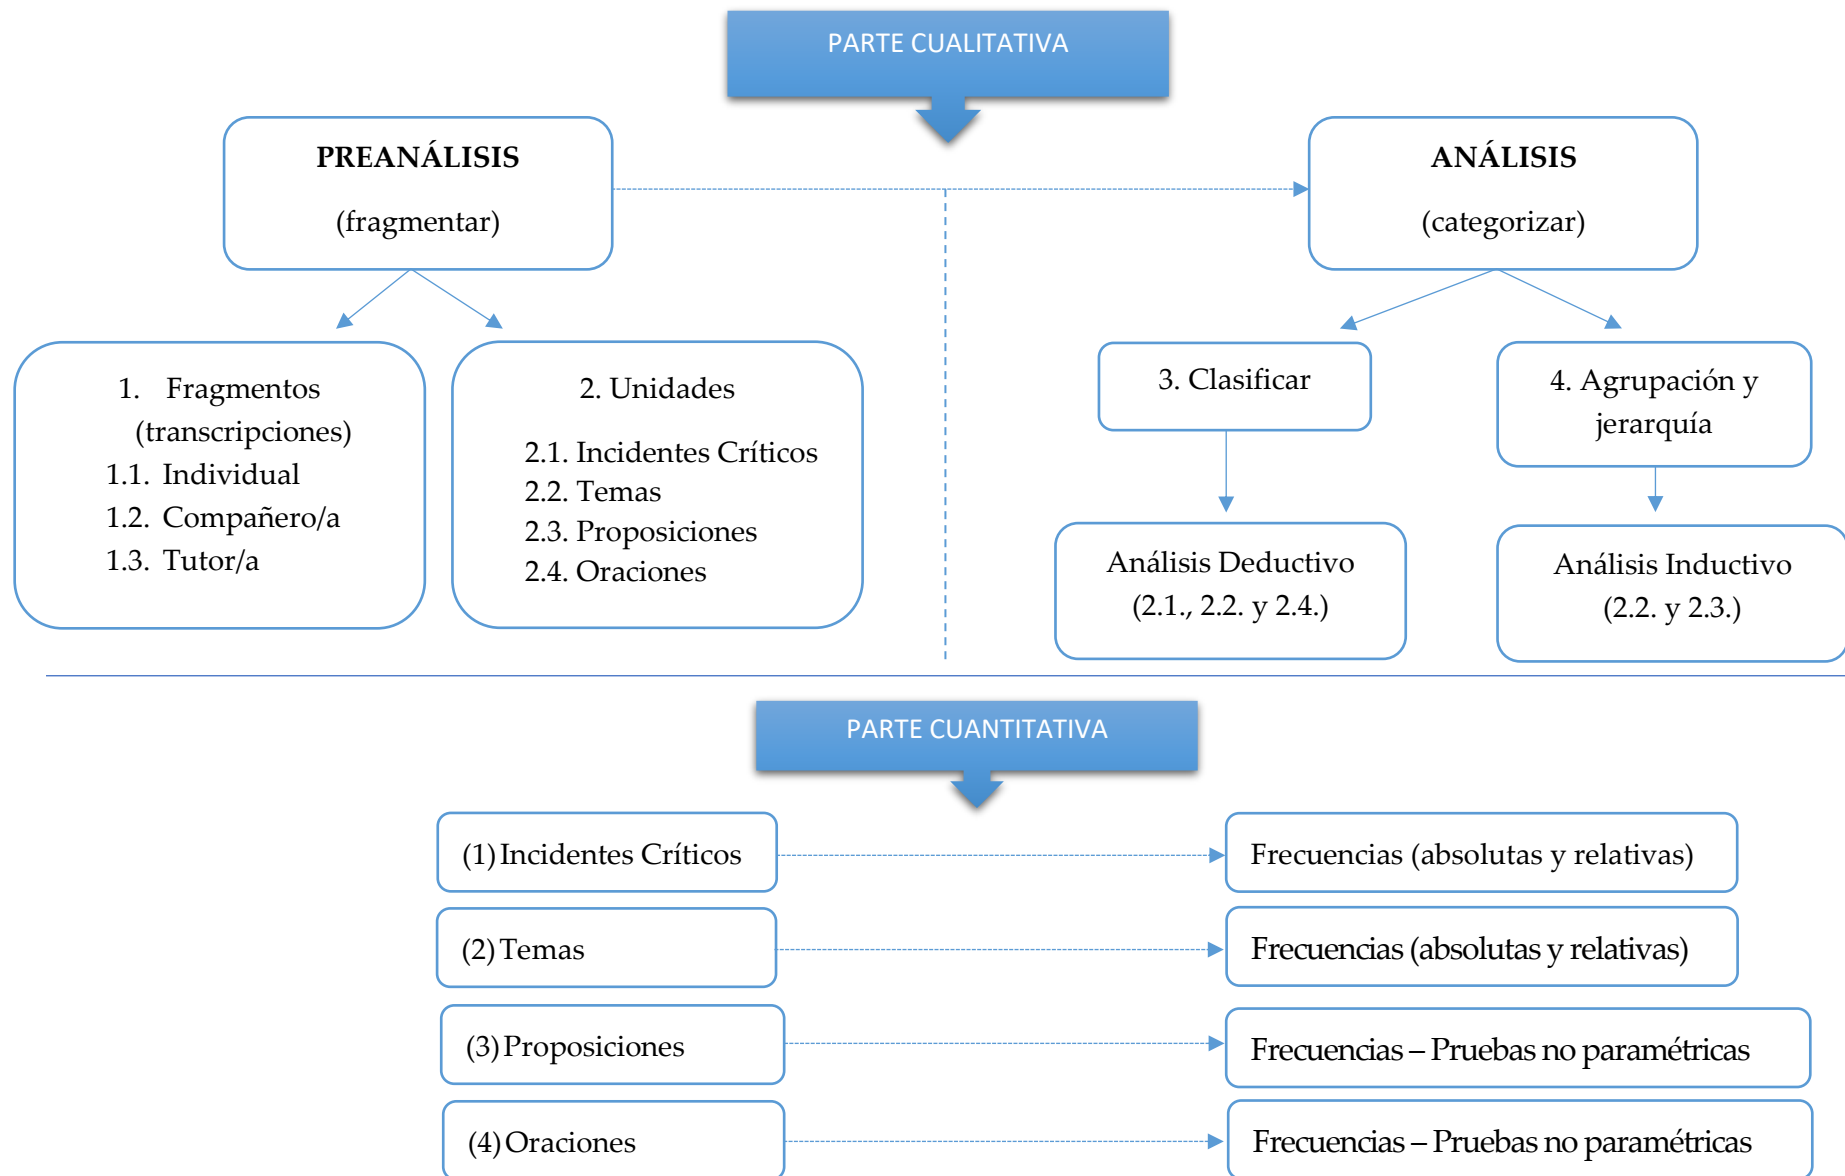 PARTE CUALITATIVA
PREANÁLISIS
(fragmentar)
ANÁLISIS
(categorizar)
1. Fragmentos
(transcripciones)
1.1. Individual
1.2. Compañero/a
1.3. Tutor/a
2. Unidades
2.1. Incidentes Críticos
2.2. Temas
2.3. Proposiciones
2.4. Oraciones
3. Clasificar
4. Agrupación y
jerarquía
Análisis Deductivo
(2.1., 2.2. y 2.4.)
Análisis Inductivo
(2.2. y 2.3.)
PARTE CUANTITATIVA
(1) Incidentes Críticos
Frecuencias (absolutas y relativas)
(2) Temas
Frecuencias (absolutas y relativas)
(3) Proposiciones
Frecuencias – Pruebas no paramétricas
(4) Oraciones
Frecuencias – Pruebas no paramétricas